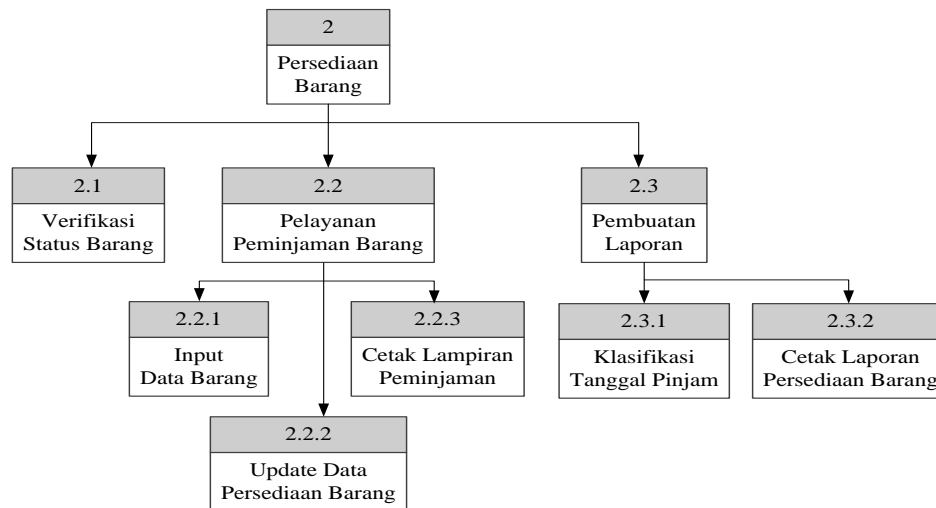 2
Persediaan
Barang
2.1
Verifikasi
Status Barang
2.2
Pelayanan
Peminjaman Barang
2.3
Pembuatan
Laporan
2.2.1
Input
Data Barang
2.2.3
Cetak Lampiran
Peminjaman
2.3.1
Klasifikasi
Tanggal Pinjam
2.3.2
Cetak Laporan
Persediaan Barang
2.2.2
Update Data
Persediaan Barang